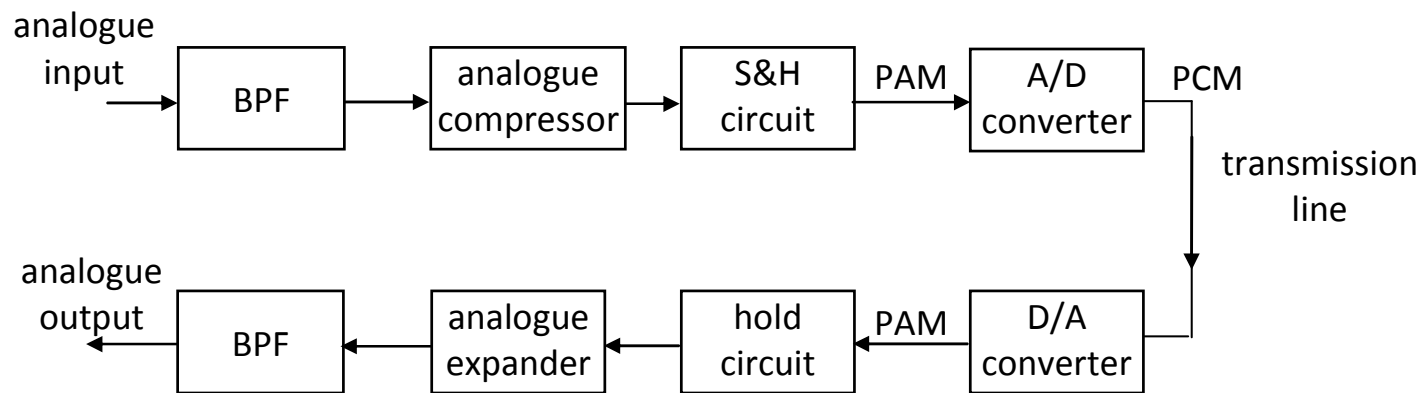 analogue
input
BPF
analogue
compressor
S&H
circuit
PAM
A/D
converter
PCM
transmission
line
analogue
output
BPF
analogue
expander
hold
circuit
PAM
D/A
converter